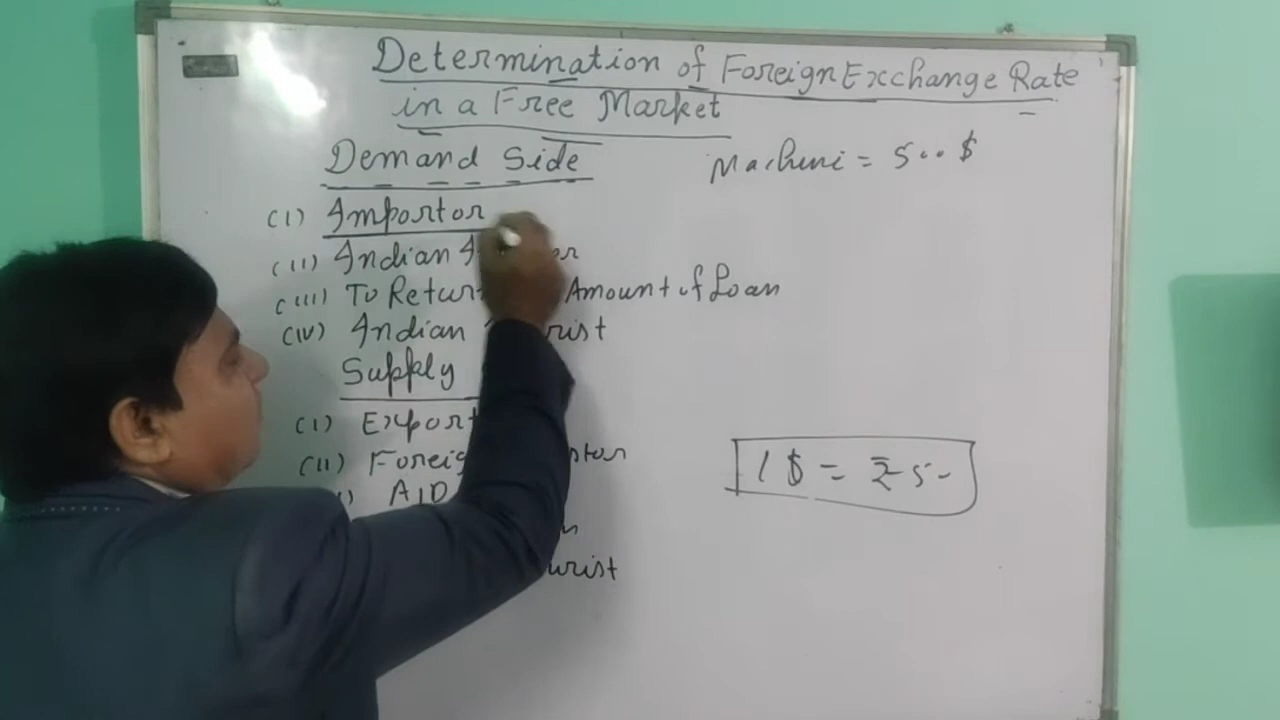 Determination of Foreign Exchange Rate
in a Free Market
Demand Side
Machine = 500 $
(I) Importor
(II) Indian
(III) To Return Amount of Loan
(IV) Indian
Supply
(I) Export
(II)
AID
1 $ = ₹ 50